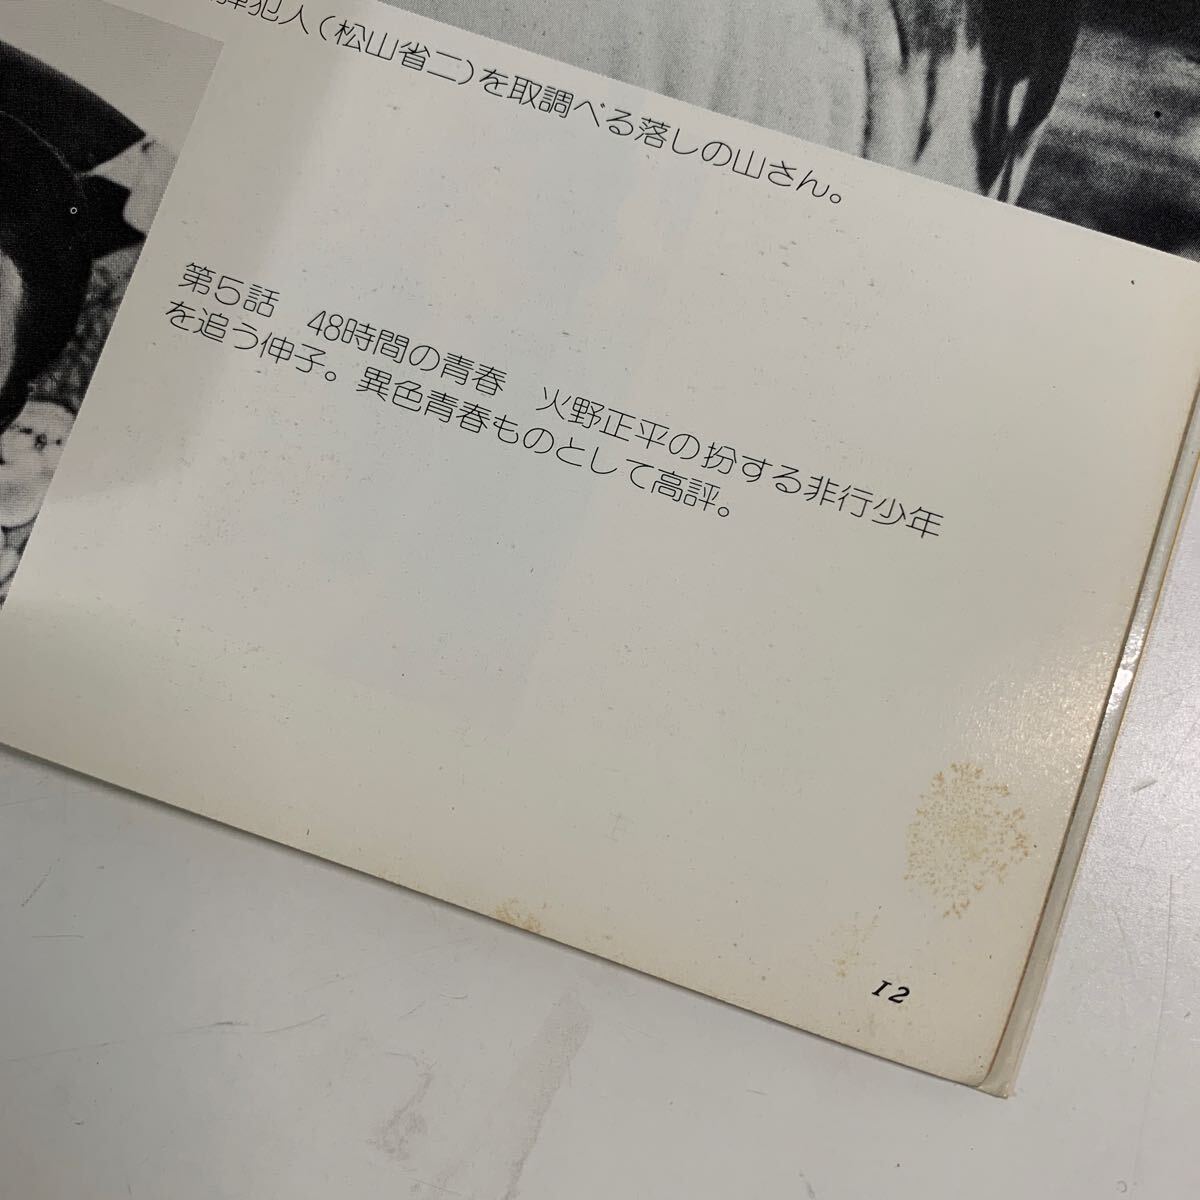 犯人(松山省二)を取調べる落しの山さん。
第5話 48時間の青春 火野正平の扮する非行少年
を追う伸子。異色青春ものとして高評。
12